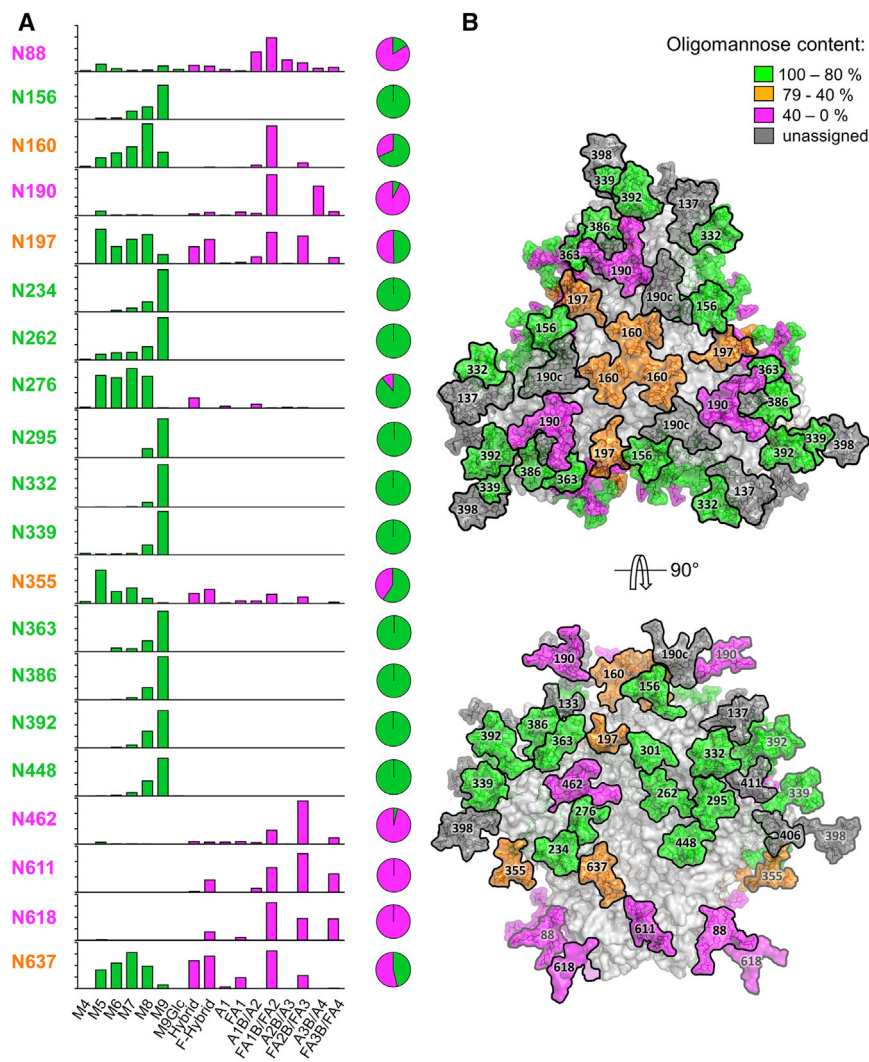 A
B
N88
N156
N160
N190
N197
N234
N262
N276
N295
N332
N339
N355
N363
N386
N392
N448
N462
N611
N618
N637
M4
M5
M6
M7
M8
M9
M9Glc
Hybrid
F-Hybrid
A1
FA1
A1B/A2
FA1B/FA2
A2B/A3
FA2B/FA3
A3B/A4
FA3B/FA4
Oligomannose content:
100 – 80 %
79 - 40 %
40 – 0 %
unassigned
398
339
392
137
386
332
363
190
190c
156
197
160
156
197
332
190c
160
160
363
137
190
386
190
190c
392
197
156
392
339
398
386
363
339
332
137
398
90°
190
190c
190
160
156
133
137
392
386
363
197
301
332
392
339
462
262
295
411
339
276
398
234
448
406
398
355
637
355
88
611
88
618
618